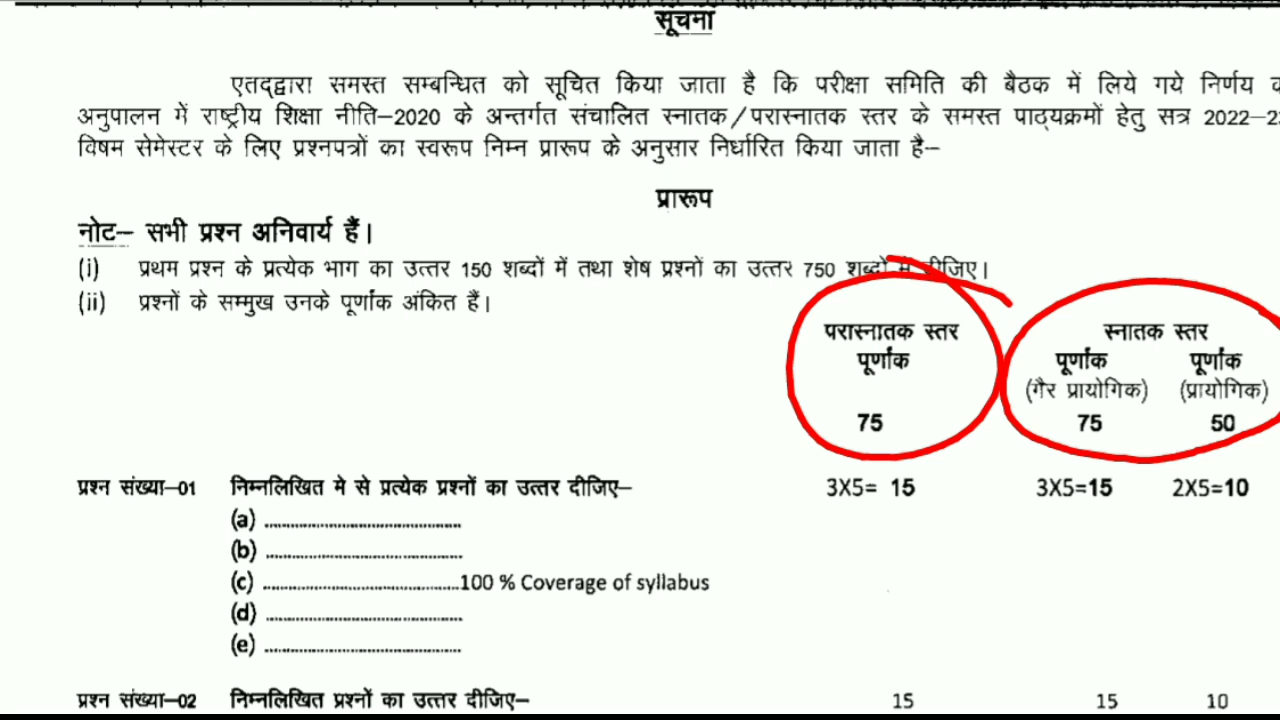 सूचना
एतद्द्वारा समस्त सम्बन्धित को सूचित किया जाता है कि परीक्षा समिति की बैठक में लिये गये निर्णय
अनुपालन में राष्ट्रीय शिक्षा नीति–2020 के अन्तर्गत संचालित स्नातक/परास्नातक स्तर के समस्त पाठ्यक्रमों हेतु सत्र 2022–2
विषम सेमेस्टर के लिए प्रश्नपत्रों का स्वरूप निम्न प्रारूप के अनुसार निर्धारित किया जाता है–
प्रारूप
नोट– सभी प्रश्न अनिवार्य हैं।
(i) प्रथम प्रश्न के प्रत्येक भाग का उत्तर 150 शब्दों में तथा शेष प्रश्नों का उत्तर 750 शब्दों में दीजिए।
(ii) प्रश्नों के सम्मुख उनके पूर्णांक अंकित हैं।
परास्नातक स्तर स्नातक स्तर
पूर्णांक पूर्णांक पूर्णांक
(गैर प्रायोगिक) (प्रायोगिक)
75 75 50
प्रश्न संख्या–01 निम्नलिखित मे से प्रत्येक प्रश्नों का उत्तर दीजिए– 3X5= 15 3X5=15 2X5=10
(a) ........................................
(b) ........................................
(c) ........................................100 % Coverage of syllabus
(d) ........................................
(e) ........................................
प्रश्न संख्या–02 निम्नलिखित प्रश्नों का उत्तर दीजिए– 15 15 10